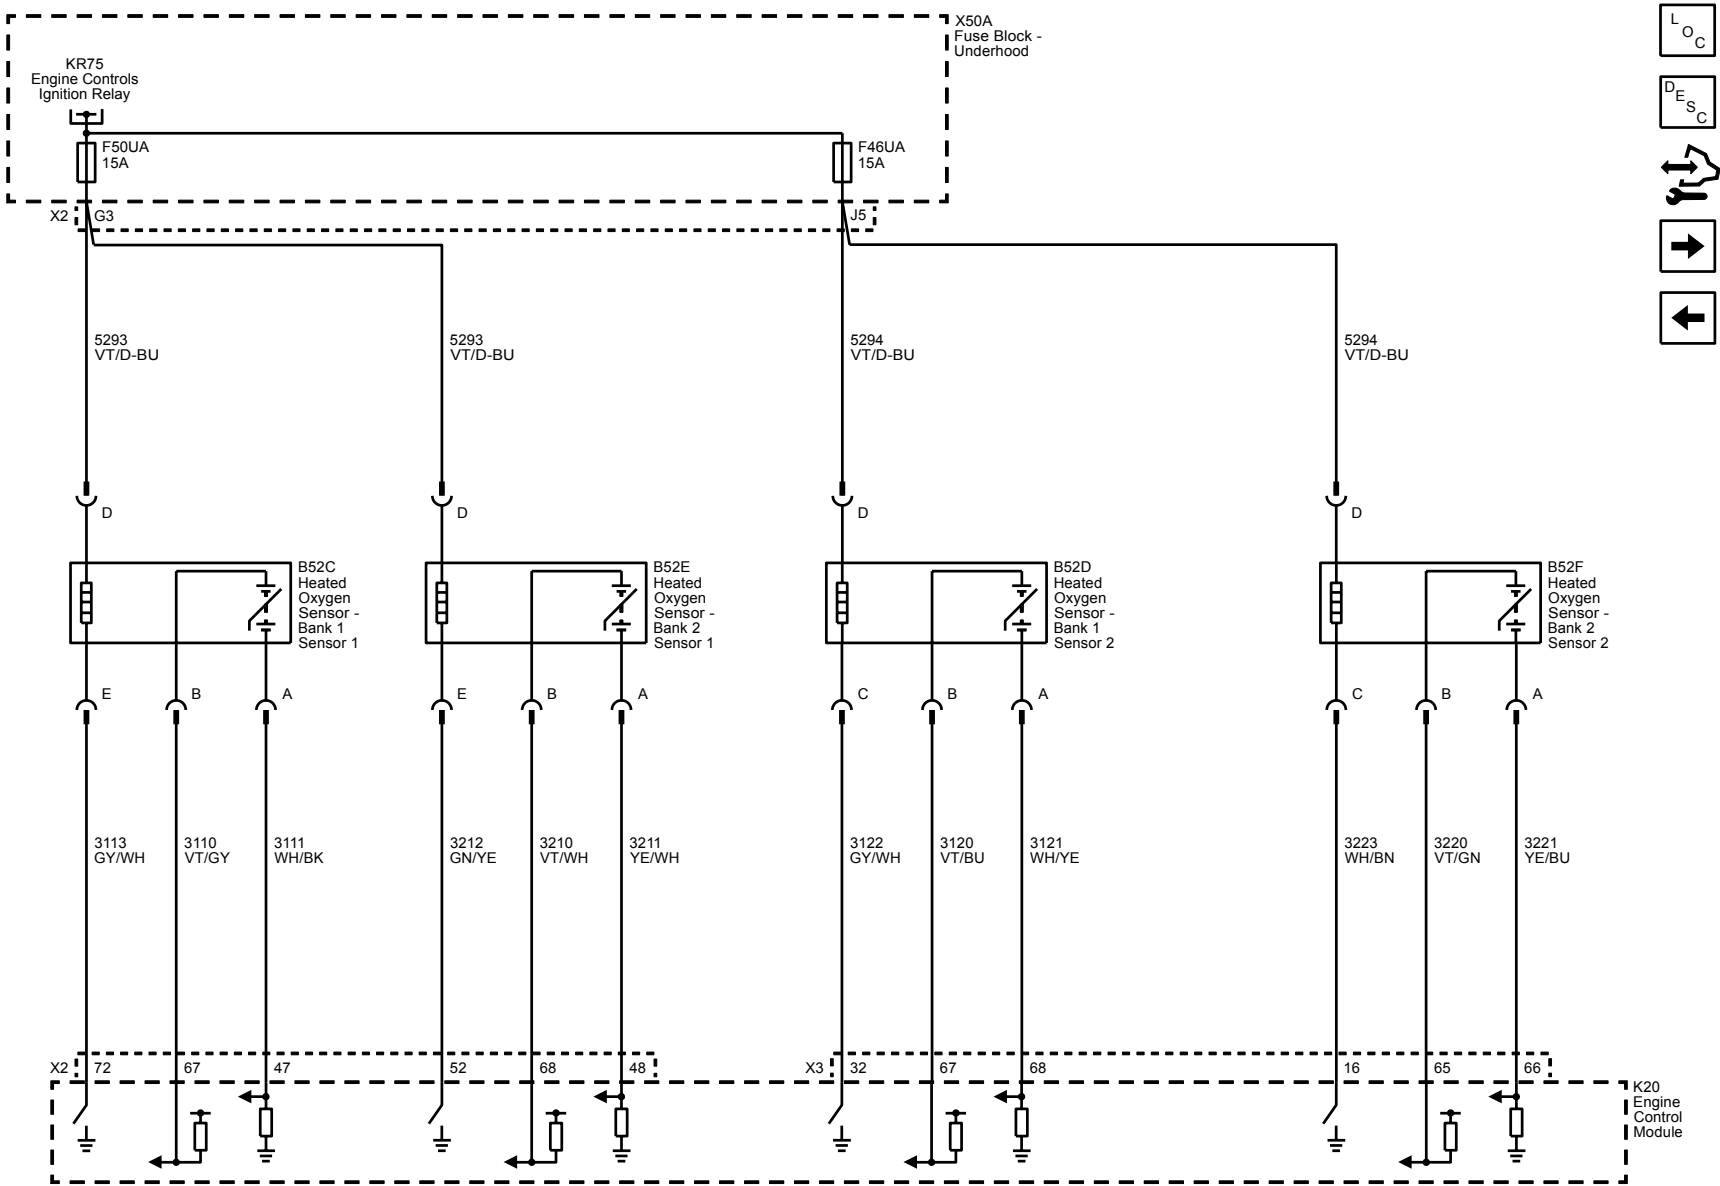 X50A
Fuse Block -
Underhood
KR75
Engine Controls
Ignition Relay
F50UA
15A
F46UA
15A
X2 G3 J5
5293
VT/D-BU
5293
VT/D-BU
5294
VT/D-BU
5294
VT/D-BU
D D D D
B52C
Heated
Oxygen
Sensor -
Bank 1
Sensor 1
B52E
Heated
Oxygen
Sensor -
Bank 2
Sensor 1
B52D
Heated
Oxygen
Sensor -
Bank 1
Sensor 2
B52F
Heated
Oxygen
Sensor -
Bank 2
Sensor 2
E B A E B A C B A C B A
3113
GY/WH
3110
VT/GY
3111
WH/BK
3212
GN/YE
3210
VT/WH
3211
YE/WH
3122
GY/WH
3120
VT/BU
3121
WH/YE
3223
WH/BN
3220
VT/GN
3221
YE/BU
X2 72 67 47 52 68 48 X3 32 67 68 16 65 66
K20
Engine
Control
Module
LOC
DESC